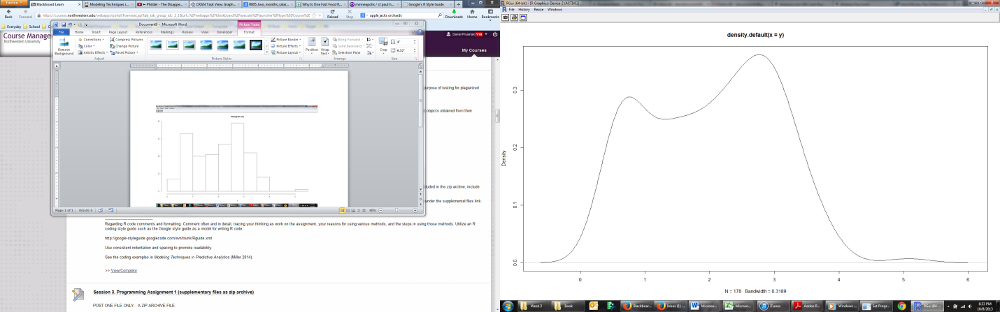 firefox
Blackboard Learn
Modeling Techniques i...
Phildel - The Disappe...
CRAN Task View: Graph...
R005_two_months_salar...
Why Is One Fast Food R...
minneapolis / st paul h...
Google's R Style Guide
Back
Forward
https://courses.northwestern.edu/webapps/portal/frameset.jsp?tab_tab_group_id=_2_1&url=
Reload
Stop
apple jacks orchards
Downloads
Home
Bookmarks
Everyday
School
Course Manage
Northwestern University
Daniel Prusinski
118
My Courses
Document9 - Microsoft Word
Picture Tools
File
Home
Insert
Page Layout
References
Mailings
Review
View
Developer
Format
Remove
Background
Corrections
Color
Artistic Effects
Compress Pictures
Change Picture
Reset Picture
Adjust
Picture Styles
Picture Border
Picture Effects
Picture Layout
Position
Wrap
Text
Bring Forward
Send Backward
Selection Pane
Arrange
Crop
4"
6.32"
Size
Page: 1 of 1
Words: 0
90%
urpose of testing for plagiarized
objects obtained from their
cluded in the zip archive, include
under the supplemental files link.
Regarding R code comments and formatting. Comment often and in detail, tracing your thinking as work on the assignment, your reasons for using various methods, and the steps in using those methods. Utilize an R
coding style guide such as the Google style guide as a model for writing R code:
http://google-styleguide.googlecode.com/svn/trunk/Rguide.xml
Use consistent indentation and spacing to promote readability.
See the coding examples in Modeling Techniques in Predictive Analytics (Miller 2014).
>> View/Complete
Session 3. Programming Assignment 1 (supplementary files as zip archive)
POST ONE FILE ONLY... A ZIP ARCHIVE FILE.
RGui (64-bit) - [R Graphics: Device 2 (ACTIVE)]
File
History
Resize
Windows
density.default(x = y)
Density
0.0
0.1
0.2
0.3
0
1
2
3
4
5
6
N = 178 Bandwidth = 0.3189
Week 3
Book
Blackboar...
Inbox (1) ...
Microso...
Microso...
iTunes
Adobe R...
Windows...
Set Progr...
RGui (64-...
8:33 PM
10/8/2013